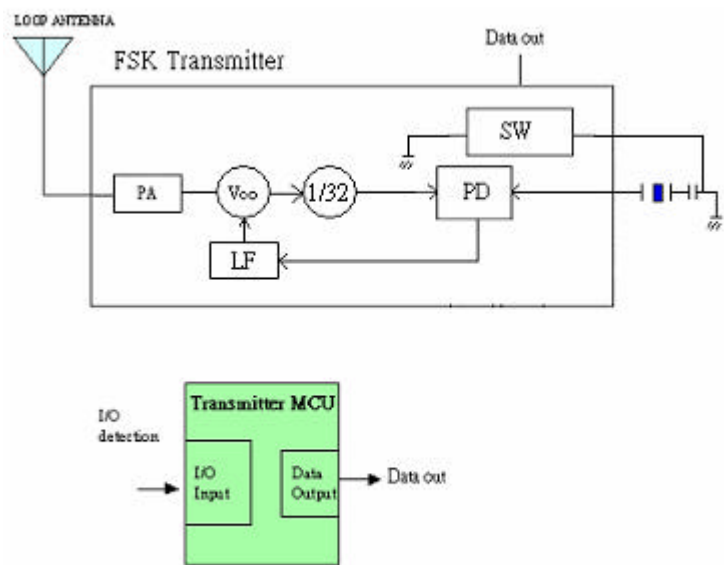 LOOP ANTENNA
FSK Transmitter
Data out
SW
PA
Vco
1/32
PD
LF
Transmitter MCU
I/O
detection
I/O
Input
Data
Output
Data out